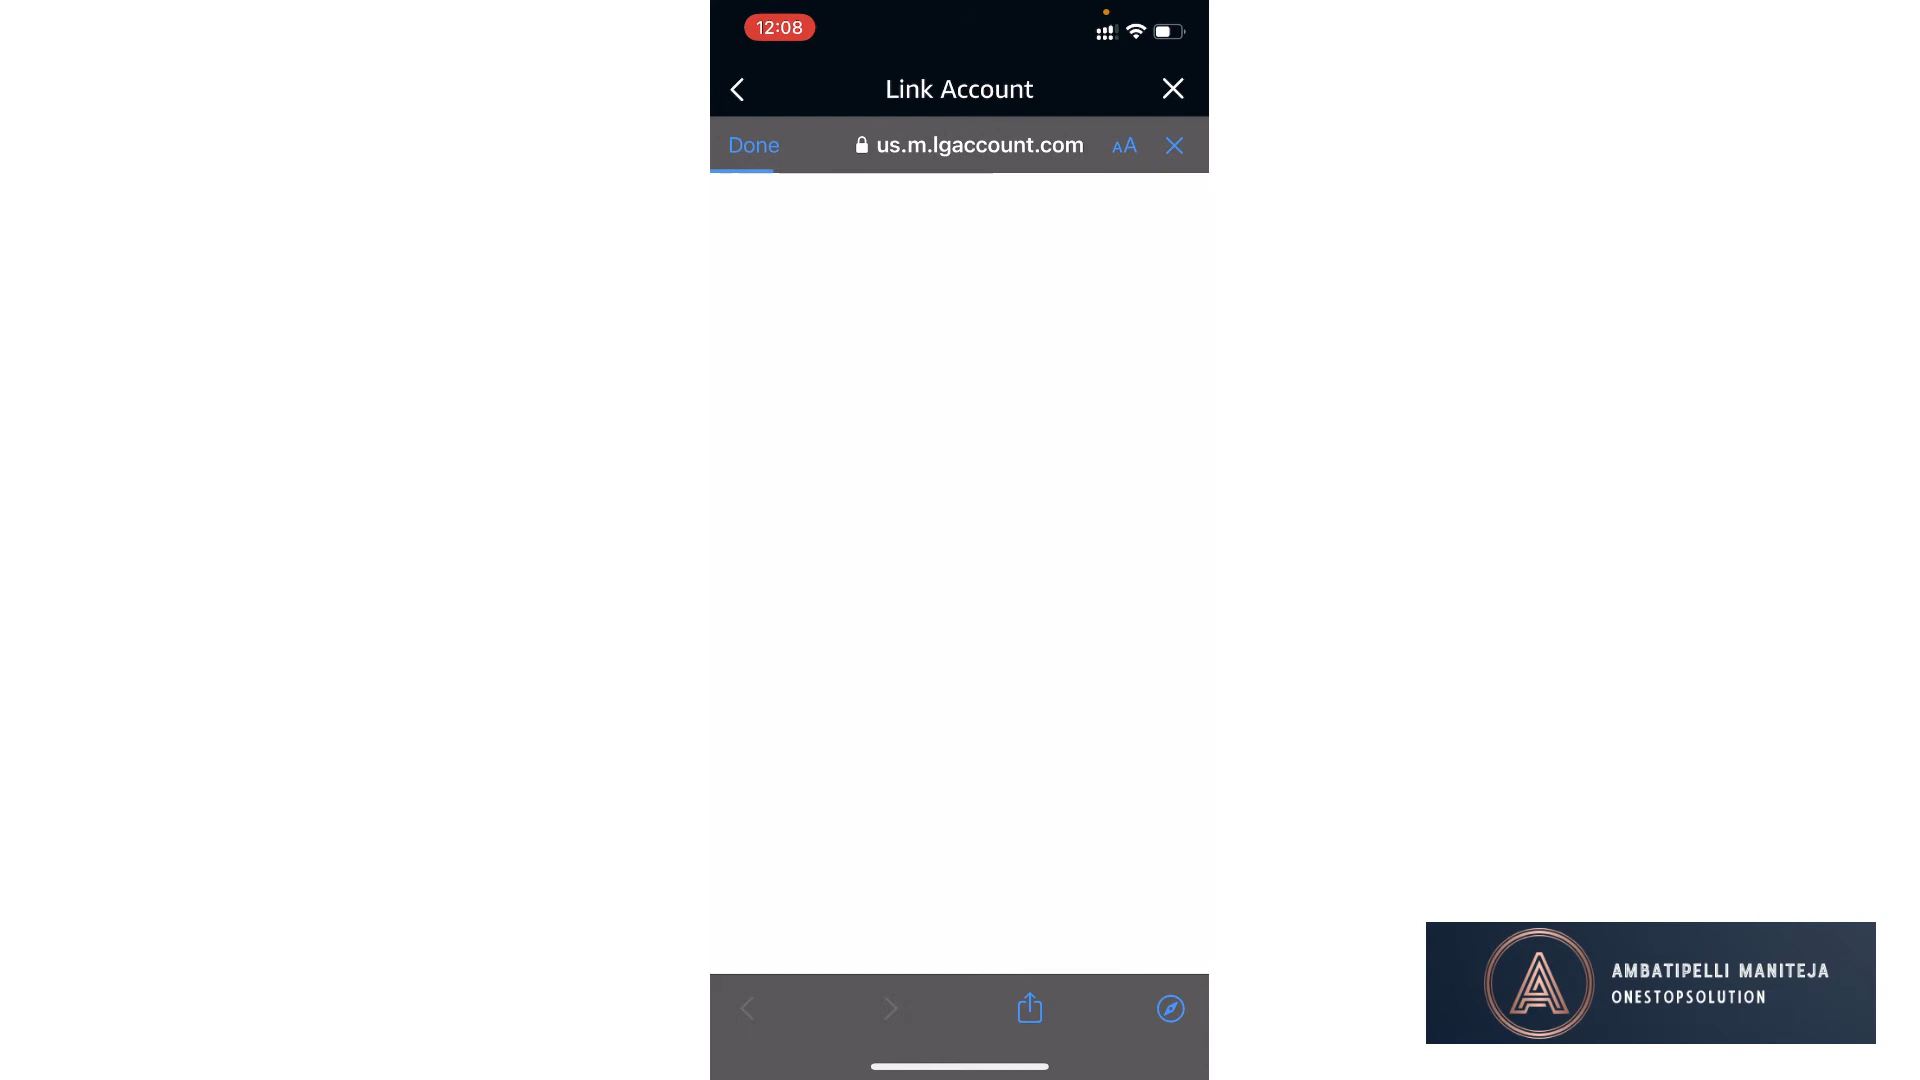 12:08
Link Account
Done
us.m.lgaccount.com
AA
AMBATIPELLI MANITEJA
ONESTOPSOLUTION